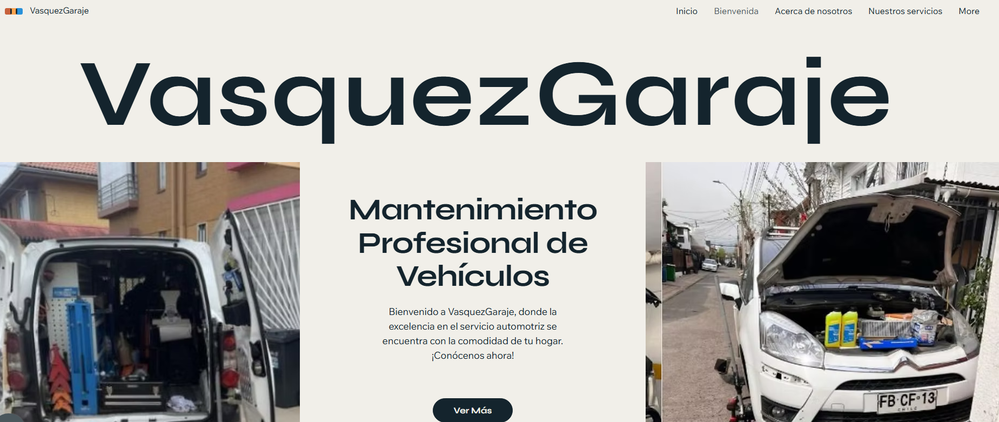 VasquezGaraje
Inicio
Bienvenida
Acerca de nosotros
Nuestros servicios
More
VasquezGaraje
Mantenimiento
Profesional de
Vehículos
Bienvenido a VasquezGaraje, donde la
excelencia en el servicio automotriz se
encuentra con la comodidad de tu hogar.
¡Conócenos ahora!
Ver Más
FB·CF·13
CHILE